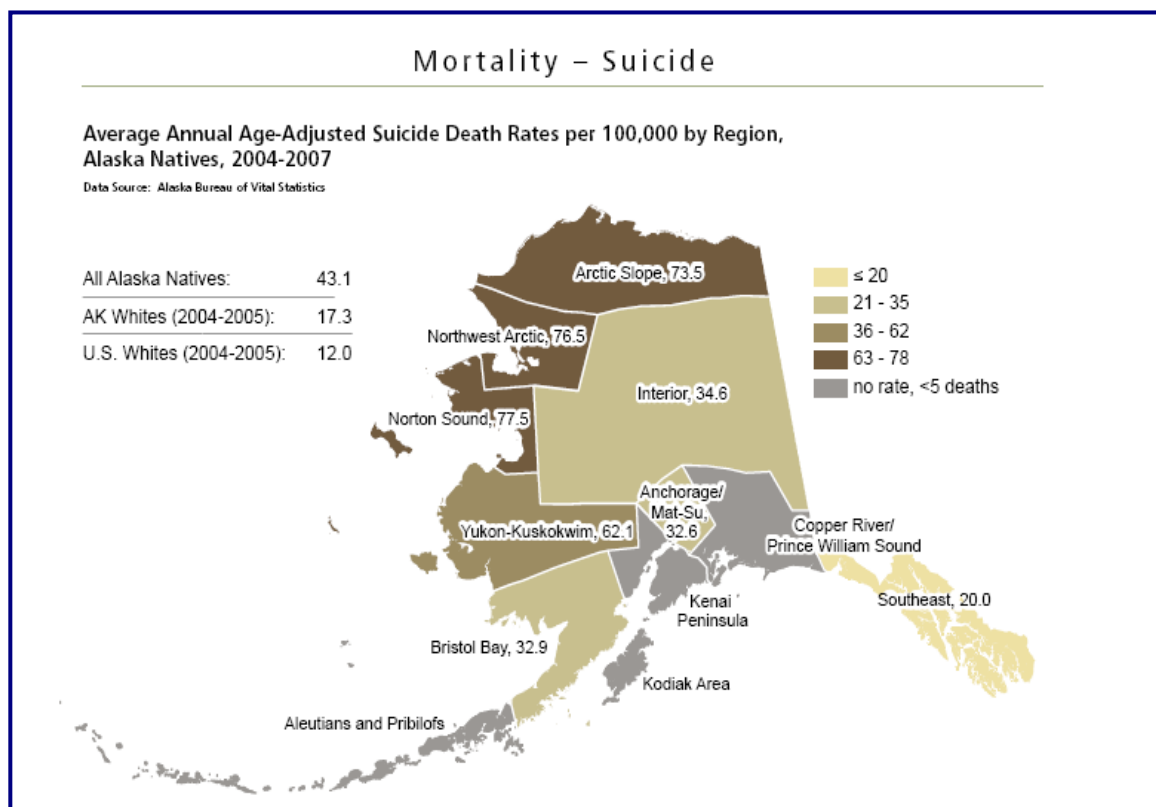 Mortality – Suicide
Average Annual Age-Adjusted Suicide Death Rates per 100,000 by Region,
Alaska Natives, 2004-2007
Data Source: Alaska Bureau of Vital Statistics
All Alaska Natives: 43.1
AK Whites (2004-2005): 17.3
U.S. Whites (2004-2005): 12.0
≤ 20
21 - 35
36 - 62
63 - 78
no rate, <5 deaths
Arctic Slope, 73.5
Northwest Arctic, 76.5
Interior, 34.6
Norton Sound, 77.5
Anchorage/
Mat-Su,
32.6
Yukon-Kuskokwim, 62.1
Copper River/
Prince William Sound
Southeast, 20.0
Kenai
Peninsula
Bristol Bay, 32.9
Kodiak Area
Aleutians and Pribilofs